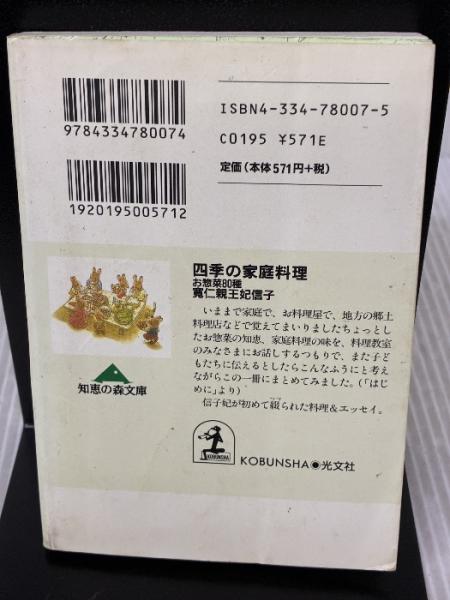 ISBN4-334-78007-5
9784334780074
C0195 ¥571E
定価(本体571円+税)
1920195005712
四季の家庭料理
お惣菜80種
寛仁親王妃信子
いままで家庭で、お料理屋で、地方の郷土
料理店などで覚えてまいりましたちょっとし
たお惣菜の知恵、家庭料理の味を、料理教室
のみなさまにお話しするつもりで、また子ど
もたちに伝えるとしたらこんなふうにと考え
ながらこの一冊にまとめてみました。(「はじ
めに」より)
信子妃が初めて綴られた料理&エッセイ。
知恵の森文庫
KOBUNSHA
KOBUNSHA●光文社